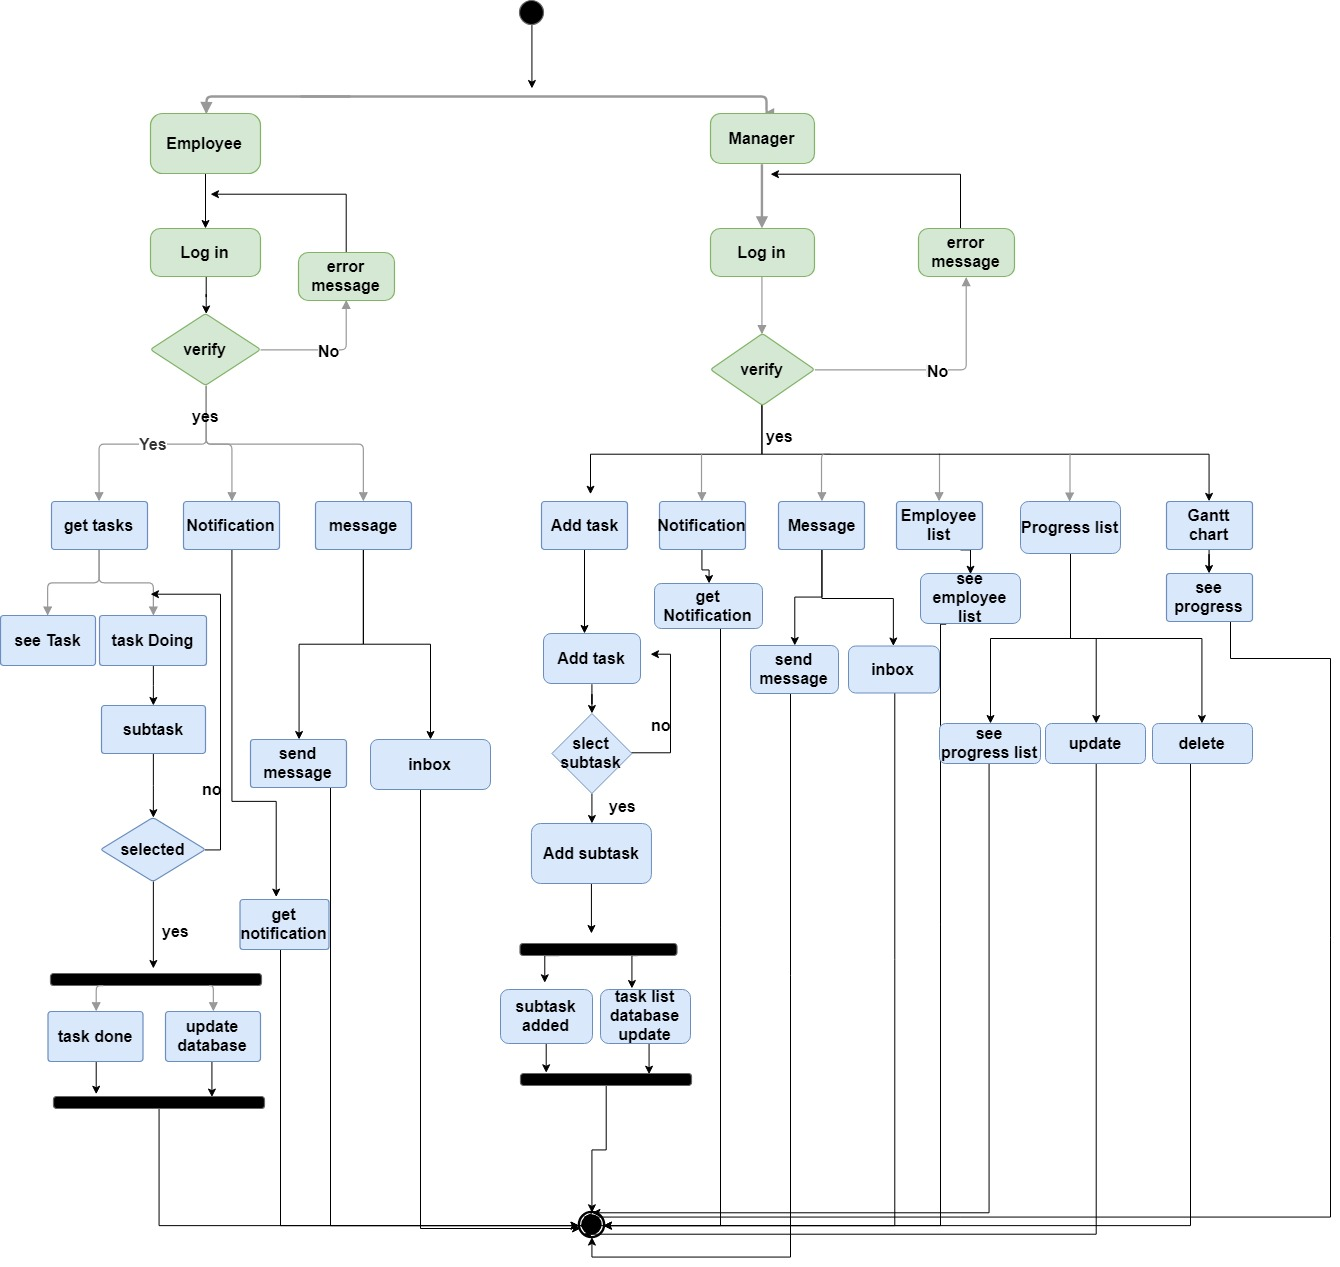 Employee
Manager
Log in
error
message
Log in
error
message
verify
No
verify
No
yes
yes
Yes
get tasks
Notification
message
Add task
Notification
Message
Employee
list
Progress list
Gantt
chart
see Task
task Doing
get
Notification
see
employee
list
see
progress
Add task
send
message
inbox
subtask
no
slect
subtask
see
progress list
update
delete
send
message
inbox
no
yes
selected
Add subtask
get
notification
yes
task done
update
database
subtask
added
task list
database
update